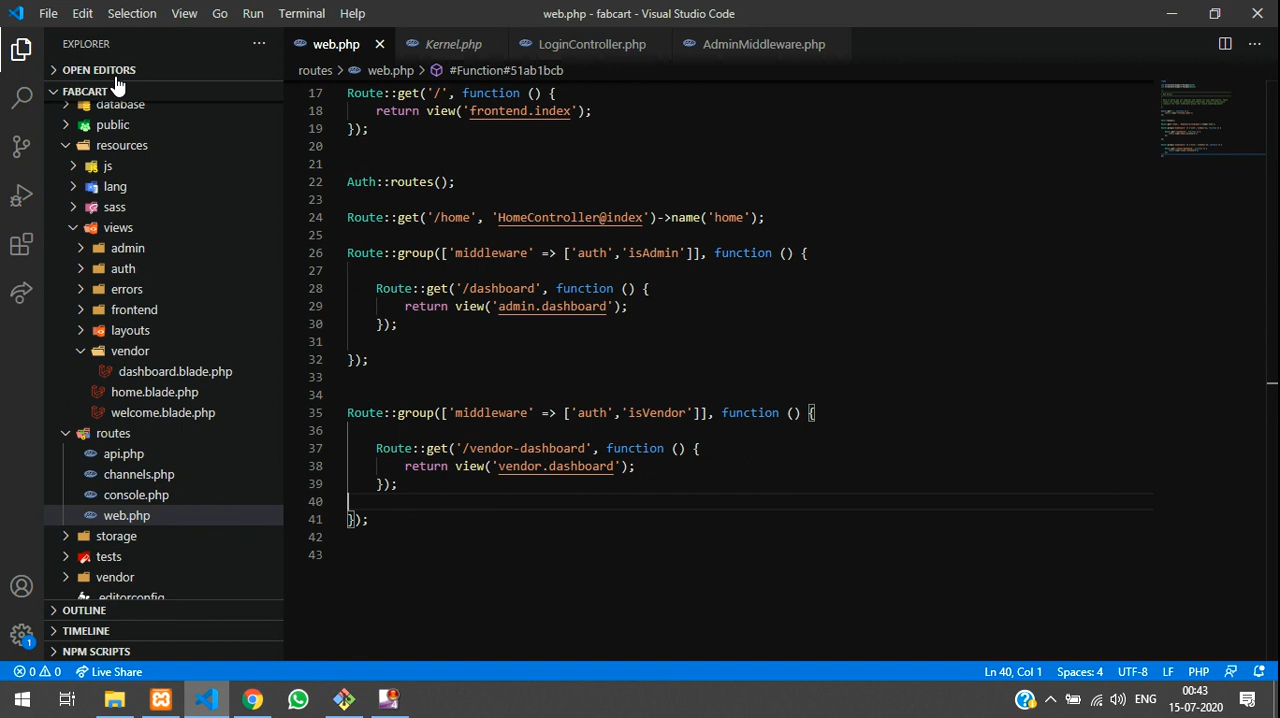 File Edit Selection View Go Run Terminal Help
web.php - fabcart - Visual Studio Code
EXPLORER
web.php
Kernel.php
LoginController.php
AdminMiddleware.php
OPEN EDITORS
routes > web.php > #Function#51ab1bcb
FABCART
database
public
resources
js
lang
sass
views
admin
auth
errors
frontend
layouts
vendor
dashboard.blade.php
home.blade.php
welcome.blade.php
routes
api.php
channels.php
console.php
web.php
storage
tests
vendor
.editorconfig
OUTLINE
TIMELINE
NPM SCRIPTS
17 Route::get('/', function () {
18 return view('frontend.index');
19 });
20
21
22 Auth::routes();
23
24 Route::get('/home', 'HomeController@index')->name('home');
25
26 Route::group(['middleware' => ['auth','isAdmin']], function () {
27
28 Route::get('/dashboard', function () {
29 return view('admin.dashboard');
30 });
31
32 });
33
34
35 Route::group(['middleware' => ['auth','isVendor']], function () {
36
37 Route::get('/vendor-dashboard', function () {
38 return view('vendor.dashboard');
39 });
40
41 });
42
43
0 0 Live Share
Ln 40, Col 1 Spaces: 4 UTF-8 LF PHP
1
4
ENG
00:43
15-07-2020